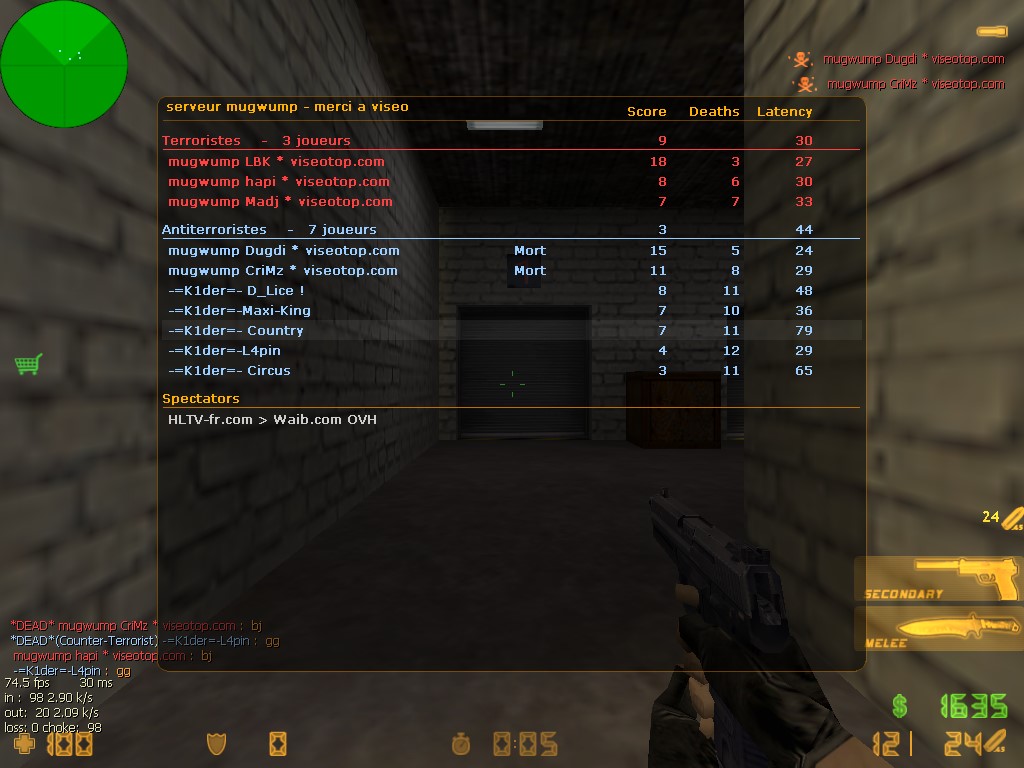 mugwump Dugdi * viseotop.com
mugwump CriMz * viseotop.com
serveur mugwump - merci a viseo Score Deaths Latency
Terroristes - 3 joueurs 9 30
mugwump LBK * viseotop.com 18 3 27
mugwump hapi * viseotop.com 8 6 30
mugwump Madj * viseotop.com 7 7 33
Antiterroristes - 7 joueurs 3 44
mugwump Dugdi * viseotop.com Mort 15 5 24
mugwump CriMz * viseotop.com Mort 11 8 29
-=K1der=- D_Lice ! 8 11 48
-=K1der=-Maxi-King 7 10 36
-=K1der=- Country 7 11 79
-=K1der=-L4pin 4 12 29
-=K1der=- Circus 3 11 65
Spectators
HLTV-fr.com > Waib.com OVH
24
SECONDARY
MELEE
*DEAD* mugwump CriMz * viseotop.com : bj
*DEAD*(Counter-Terrorist) -=K1der=-L4pin : gg
mugwump hapi * viseotop.com : bj
-=K1der=-L4pin : gg
74.5 fps 30 ms
in : 98 2.90 k/s
out: 20 2.09 k/s
loss: 0 choke: 98
$ 1635
100 0 0:05 12 | 24